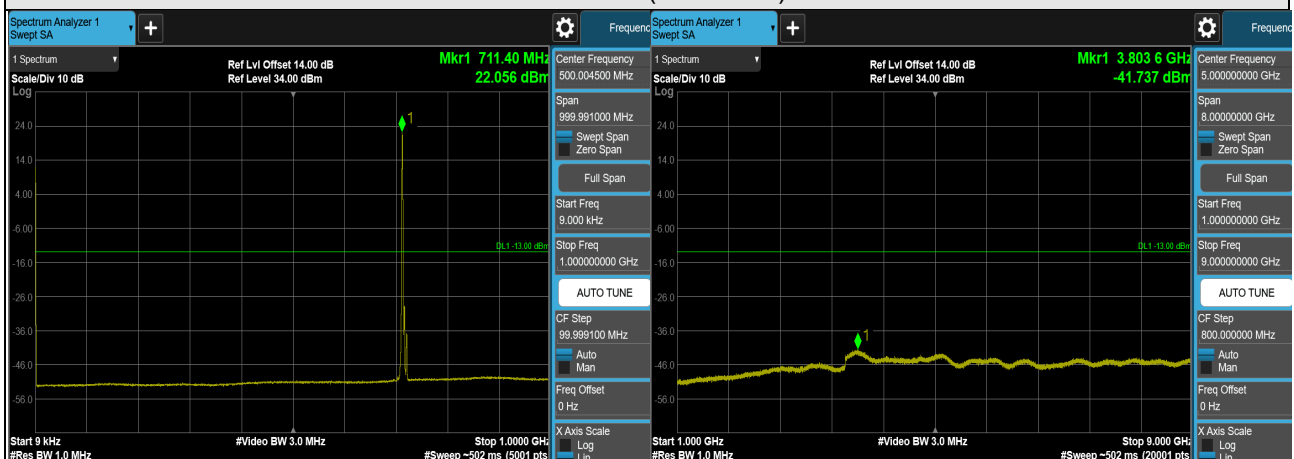 Spectrum Analyzer 1
Swept SA
+
Frequenc
1 Spectrum
Scale/Div 10 dB
Log
Ref Lvl Offset 14.00 dB
Ref Level 34.00 dBm
Mkr1 711.40 MHz
22.056 dBm
1
24.0
14.0
4.00
-6.00
-16.0
-26.0
-36.0
-46.0
-56.0
DL1 -13.00 dBm
Start 9 kHz
#Res BW 1.0 MHz
#Video BW 3.0 MHz
Stop 1.0000 GHz
#Sweep ~502 ms (5001 pts
Center Frequency
500.004500 MHz
Span
999.991000 MHz
Swept Span
Zero Span
Full Span
Start Freq
9.000 kHz
Stop Freq
1.000000000 GHz
AUTO TUNE
CF Step
99.999100 MHz
Auto
Man
Freq Offset
0 Hz
X Axis Scale
Log
Lin
Spectrum Analyzer 1
Swept SA
+
Frequenc
1 Spectrum
Scale/Div 10 dB
Log
Ref Lvl Offset 14.00 dB
Ref Level 34.00 dBm
Mkr1 3.803 6 GHz
-41.737 dBm
1
24.0
14.0
4.00
-6.00
-16.0
-26.0
-36.0
-46.0
-56.0
DL1 -13.00 dBm
Start 1.000 GHz
#Res BW 1.0 MHz
#Video BW 3.0 MHz
Stop 9.000 GHz
#Sweep ~502 ms (20001 pts
Center Frequency
5.000000000 GHz
Span
8.00000000 GHz
Swept Span
Zero Span
Full Span
Start Freq
1.000000000 GHz
Stop Freq
9.000000000 GHz
AUTO TUNE
CF Step
800.000000 MHz
Auto
Man
Freq Offset
0 Hz
X Axis Scale
Log
Lin